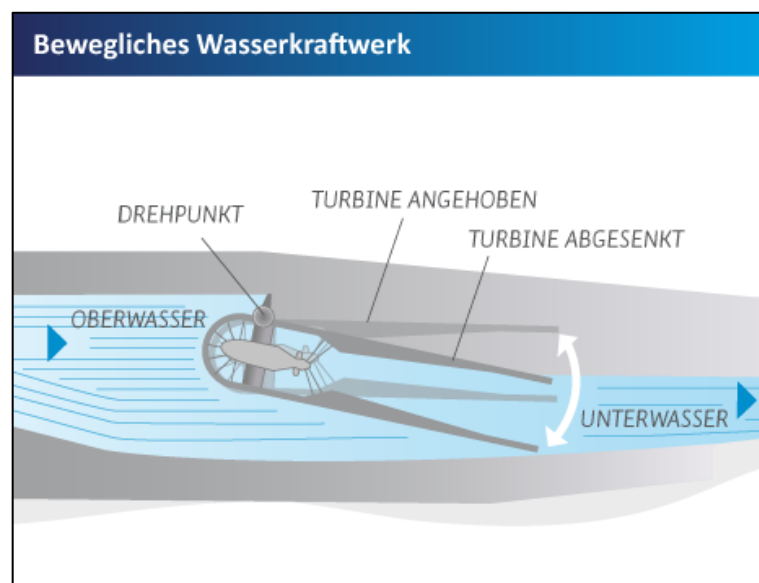 Bewegliches Wasserkraftwerk
TURBINE ANGEHOBEN
DREHPUNKT
TURBINE ABGESENKT
OBERWASSER
UNTERWASSER